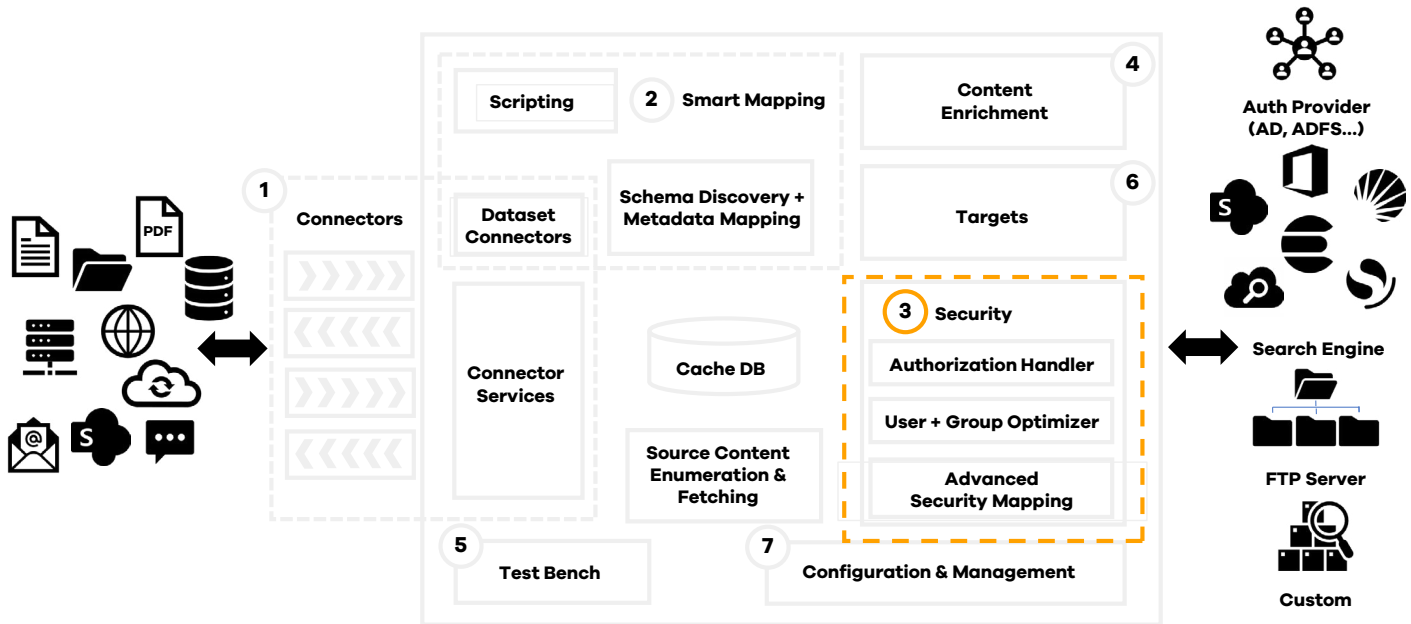 PDF
@
S
1
Connectors
Scripting
2
Smart Mapping
Dataset
Connectors
Schema Discovery +
Metadata Mapping
Connector
Services
Cache DB
Source Content
Enumeration &
Fetching
4
Content
Enrichment
6
Targets
3
Security
Authorization Handler
User + Group Optimizer
Advanced
Security Mapping
5
Test Bench
7
Configuration & Management
Auth Provider
(AD, ADFS...)
S
Search Engine
FTP Server
Custom